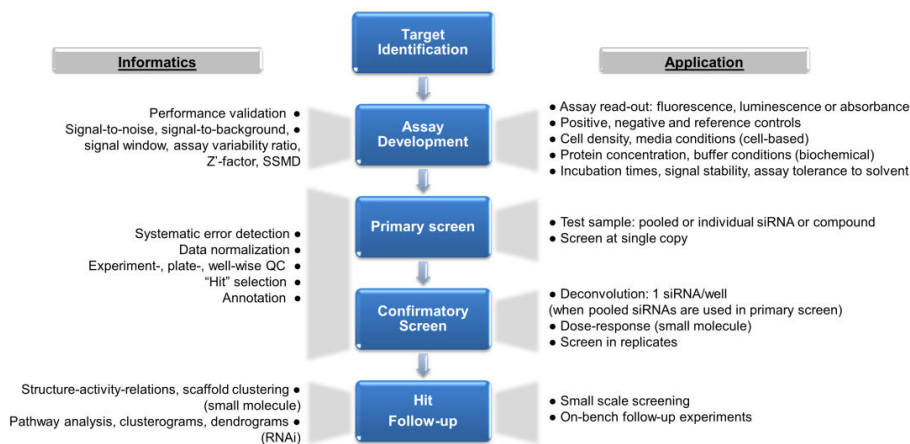 Target
Identification
Informatics
Application
Performance validation ●
Signal-to-noise, signal-to-background, ●
signal window, assay variability ratio,
Z'-factor, SSMD
Assay
Development
● Assay read-out: fluorescence, luminescence or absorbance
● Positive, negative and reference controls
● Cell density, media conditions (cell-based)
● Protein concentration, buffer conditions (biochemical)
● Incubation times, signal stability, assay tolerance to solvent
Systematic error detection ●
Data normalization ●
Experiment-, plate-, well-wise QC ●
“Hit” selection ●
Annotation ●
Primary screen
● Test sample: pooled or individual siRNA or compound
● Screen at single copy
Confirmatory
Screen
● Deconvolution: 1 siRNA/well
(when pooled siRNAs are used in primary screen)
● Dose-response (small molecule)
● Screen in replicates
Structure-activity-relations, scaffold clustering ●
(small molecule)
Pathway analysis, clusterograms, dendrograms ●
(RNAi)
Hit
Follow-up
● Small scale screening
● On-bench follow-up experiments